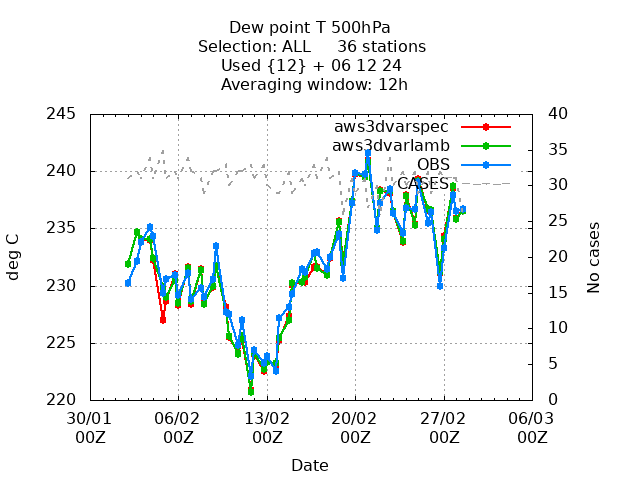 Dew point T 500hPa
Selection: ALL     36 stations
Used {12} + 06 12 24
Averaging window: 12h
245
240
235
230
225
220
40
35
30
25
20
15
10
5
0
aws3dvarspec
aws3dvarlamb
OBS
CASES
deg C
No cases
30/01 06/02 13/02 20/02 27/02 06/03
00Z 00Z 00Z 00Z 00Z 00Z
Date